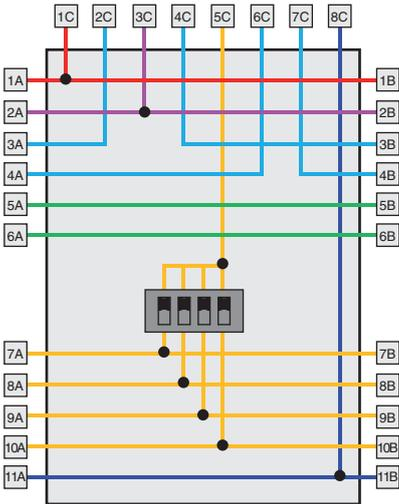 1C 2C 3C 4C 5C 6C 7C 8C
1A 1B
2A 2B
3A 3B
4A 4B
5A 5B
6A 6B
7A 7B
8A 8B
9A 9B
10A 10B
11A 11B